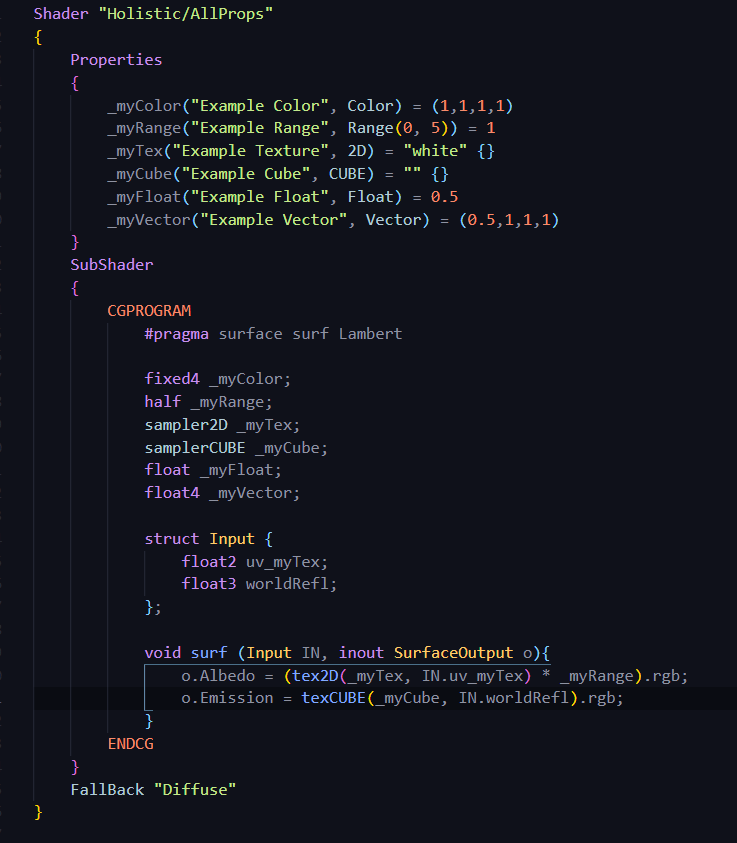 Shader "Holistic/AllProps"
{
Properties
{
_myColor("Example Color", Color) = (1,1,1,1)
_myRange("Example Range", Range(0, 5)) = 1
_myTex("Example Texture", 2D) = "white" {}
_myCube("Example Cube", CUBE) = "" {}
_myFloat("Example Float", Float) = 0.5
_myVector("Example Vector", Vector) = (0.5,1,1,1)
}
SubShader
{
CGPROGRAM
#pragma surface surf Lambert
fixed4 _myColor;
half _myRange;
sampler2D _myTex;
samplerCUBE _myCube;
float _myFloat;
float4 _myVector;
struct Input {
float2 uv_myTex;
float3 worldRefl;
};
void surf (Input IN, inout SurfaceOutput o){
o.Albedo = (tex2D(_myTex, IN.uv_myTex) * _myRange).rgb;
o.Emission = texCUBE(_myCube, IN.worldRefl).rgb;
}
ENDCG
}
FallBack "Diffuse"
}